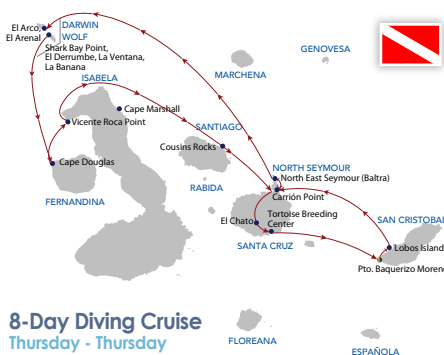 El Arco,
El Arenal
DARWIN
WOLF
Shark Bay Point,
El Derrumbe, La Ventana,
La Banana
GENOVESA
MARCHENA
ISABELA
Cape Marshall
Vicente Roca Point
SANTIAGO
Cousins Rocks
Cape Douglas
FERNANDINA
RABIDA
NORTH SEYMOUR
North East Seymour (Baltra)
Carrión Point
El Chato
Tortoise Breeding
Center
SANTA CRUZ
SAN CRISTOBAL
Lobos Island
Pto. Baquerizo Moreno
8-Day Diving Cruise
Thursday - Thursday
FLOREANA
ESPAÑOLA